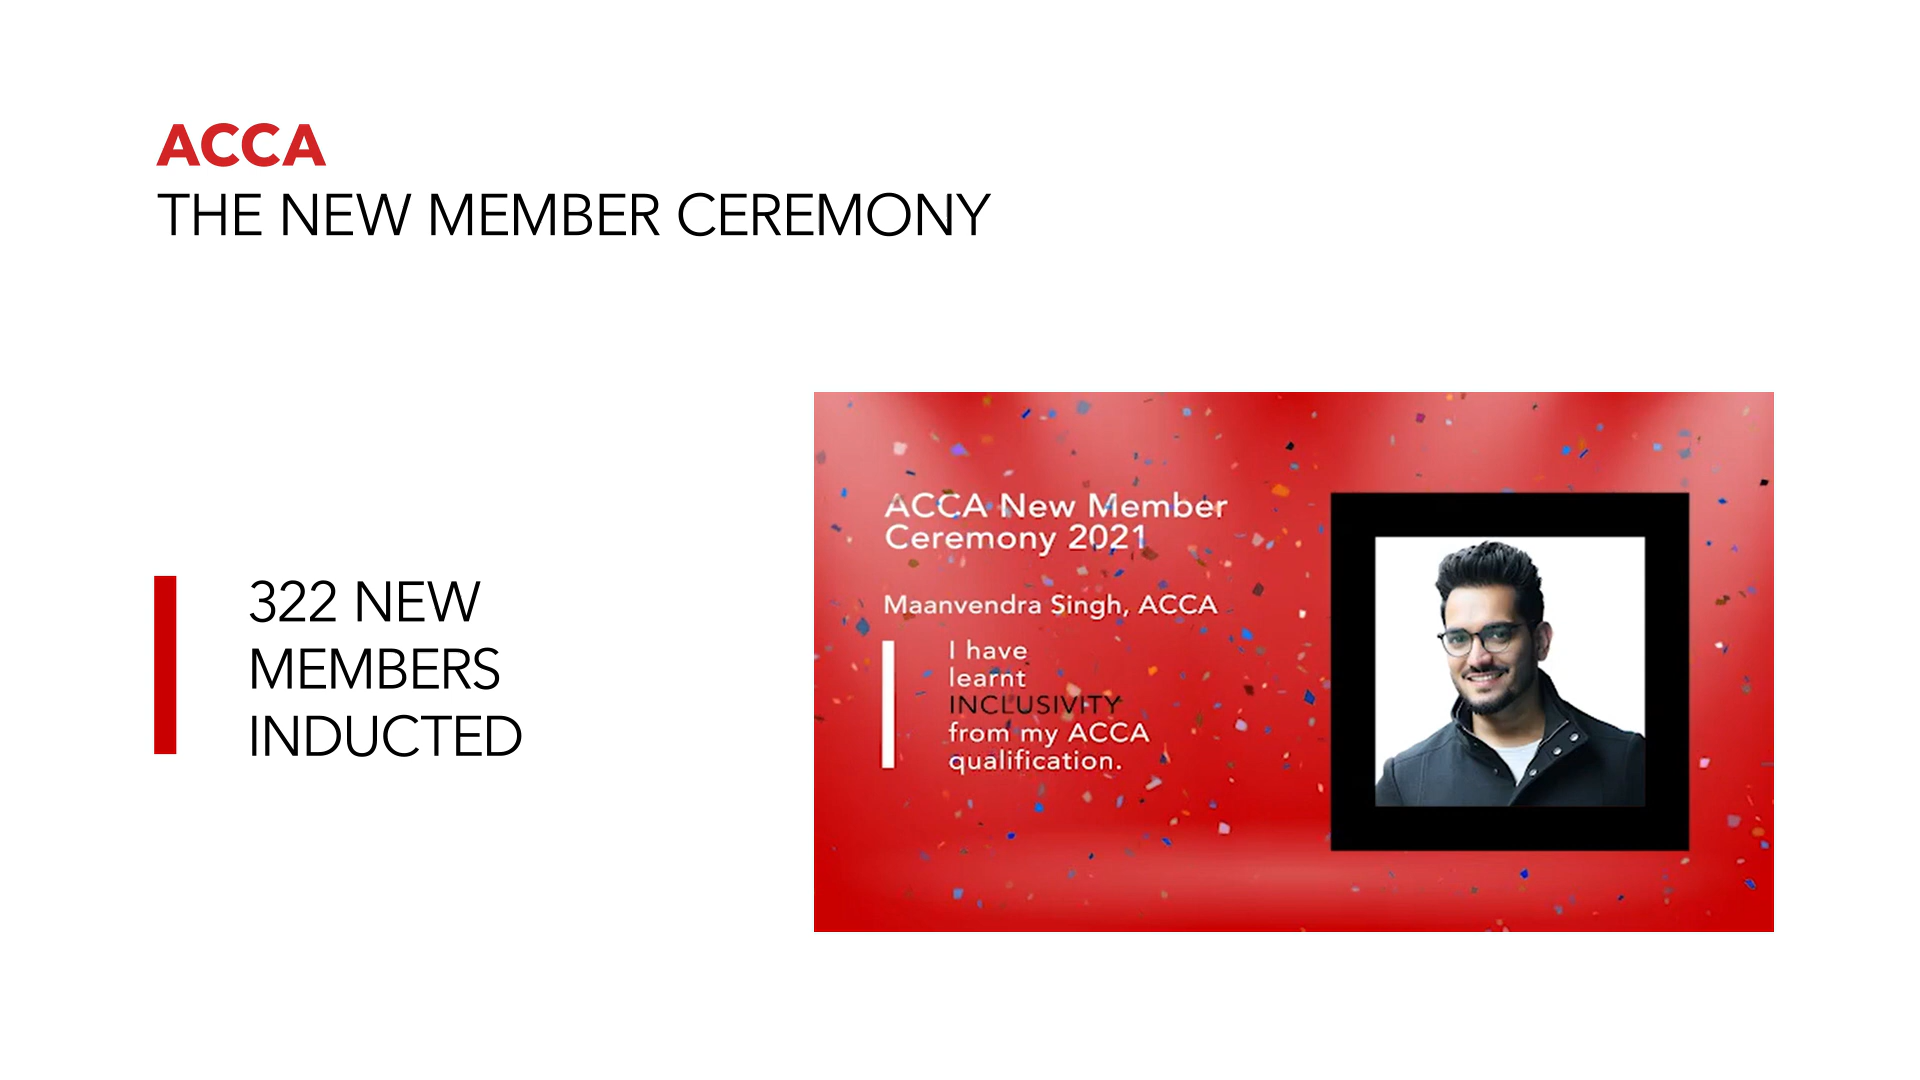 ACCA
THE NEW MEMBER CEREMONY
322 NEW
MEMBERS
INDUCTED
ACCA New Member
Ceremony 2021
Maanvendra Singh, ACCA
I have
learnt
INCLUSIVITY
from my ACCA
qualification.